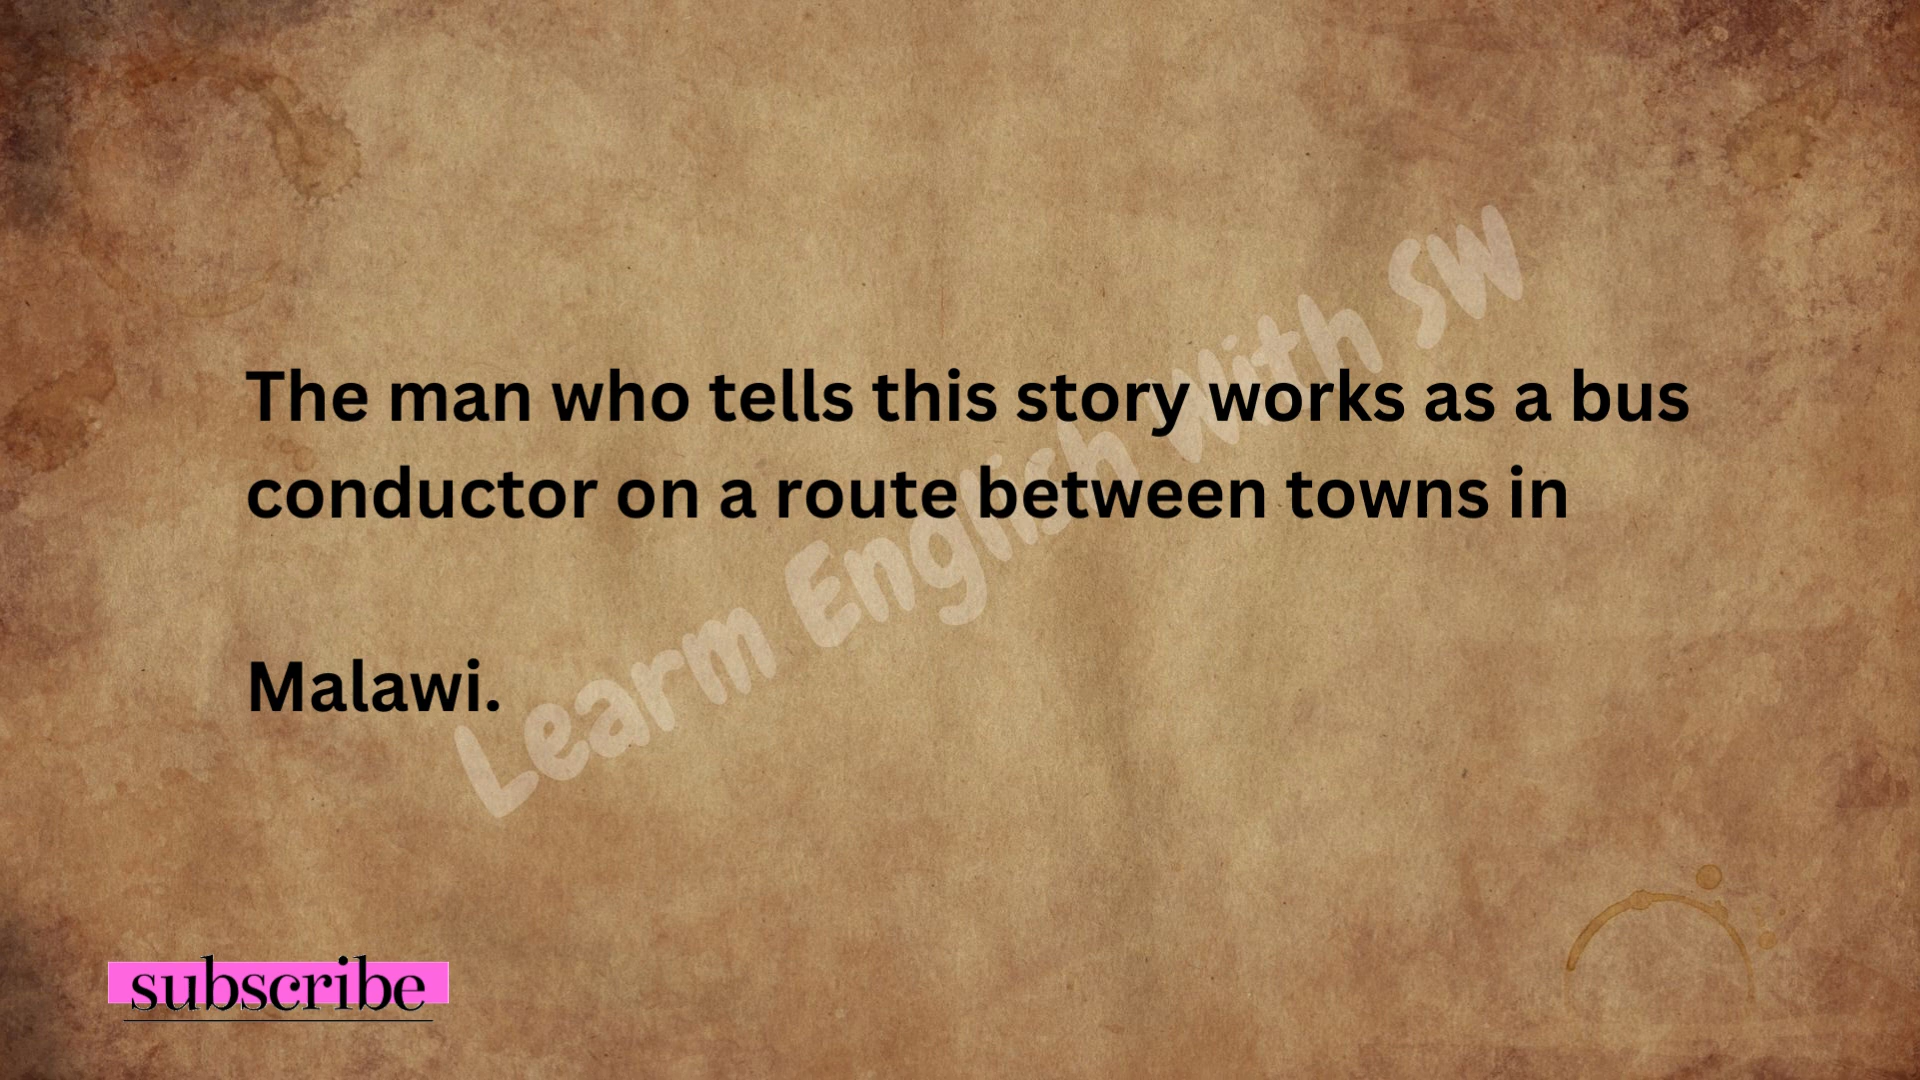 The man who tells this story works as a bus
conductor on a route between towns in
Malawi.
Learm English with SW
subscribe